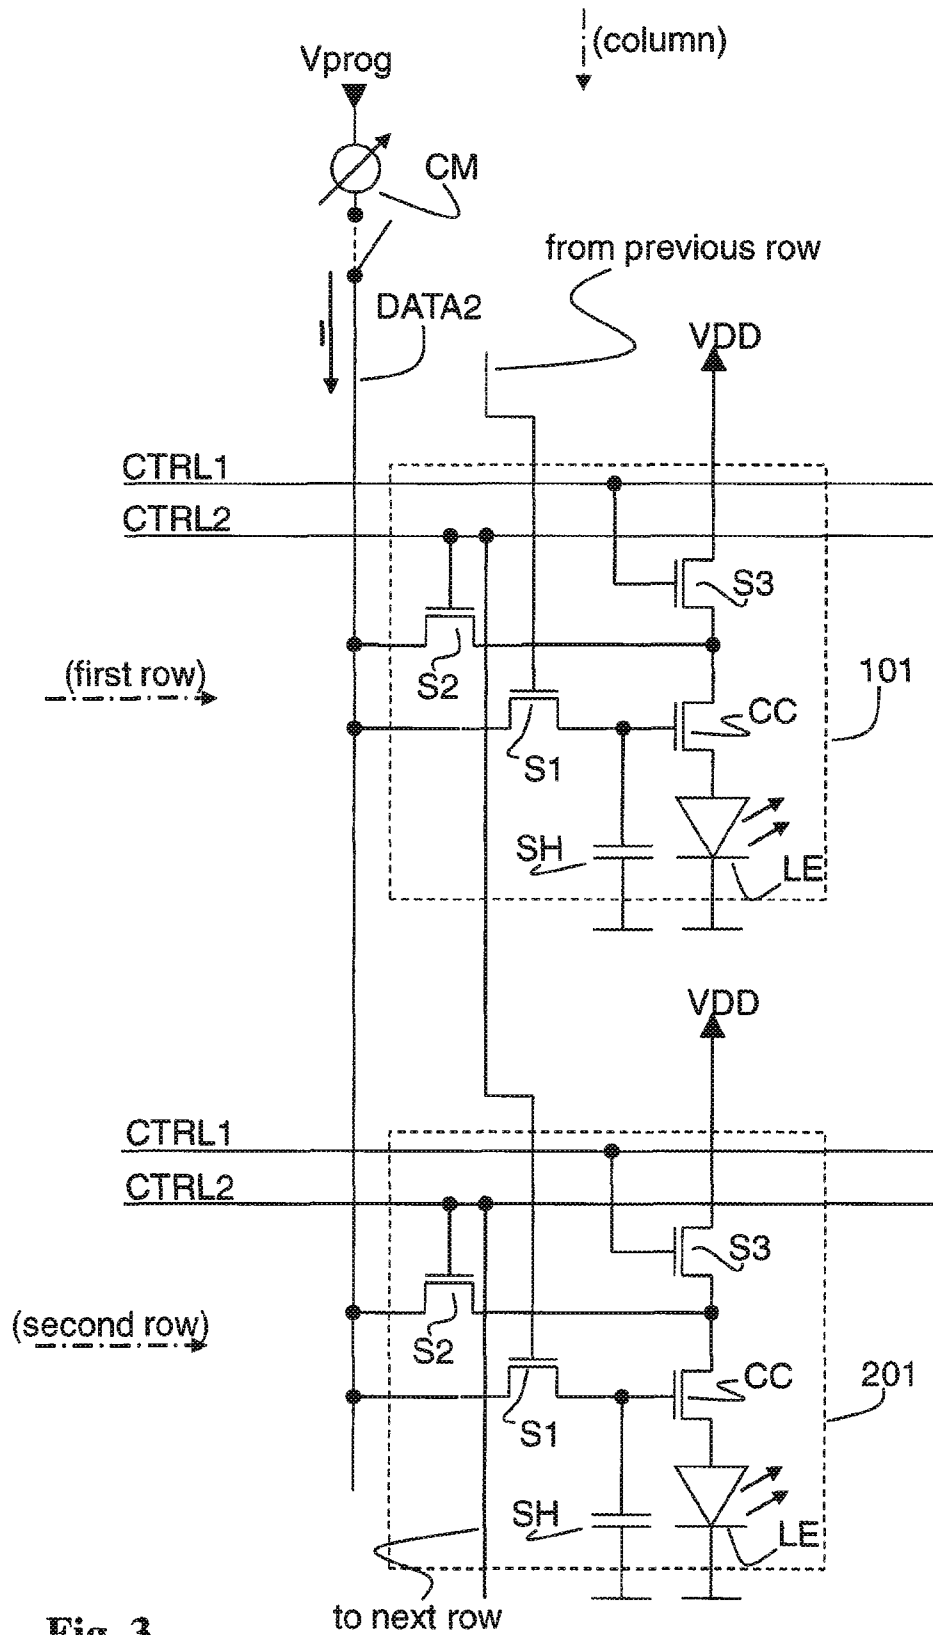 (column)
Vprog
CM
from previous row
DATA2
I
VDD
CTRL1
CTRL2
S3
S2
(first row)
101
CC
S1
SH
LE
VDD
CTRL1
CTRL2
S3
(second row)
S2
CC
201
S1
SH
LE
to next row
Fig. 3